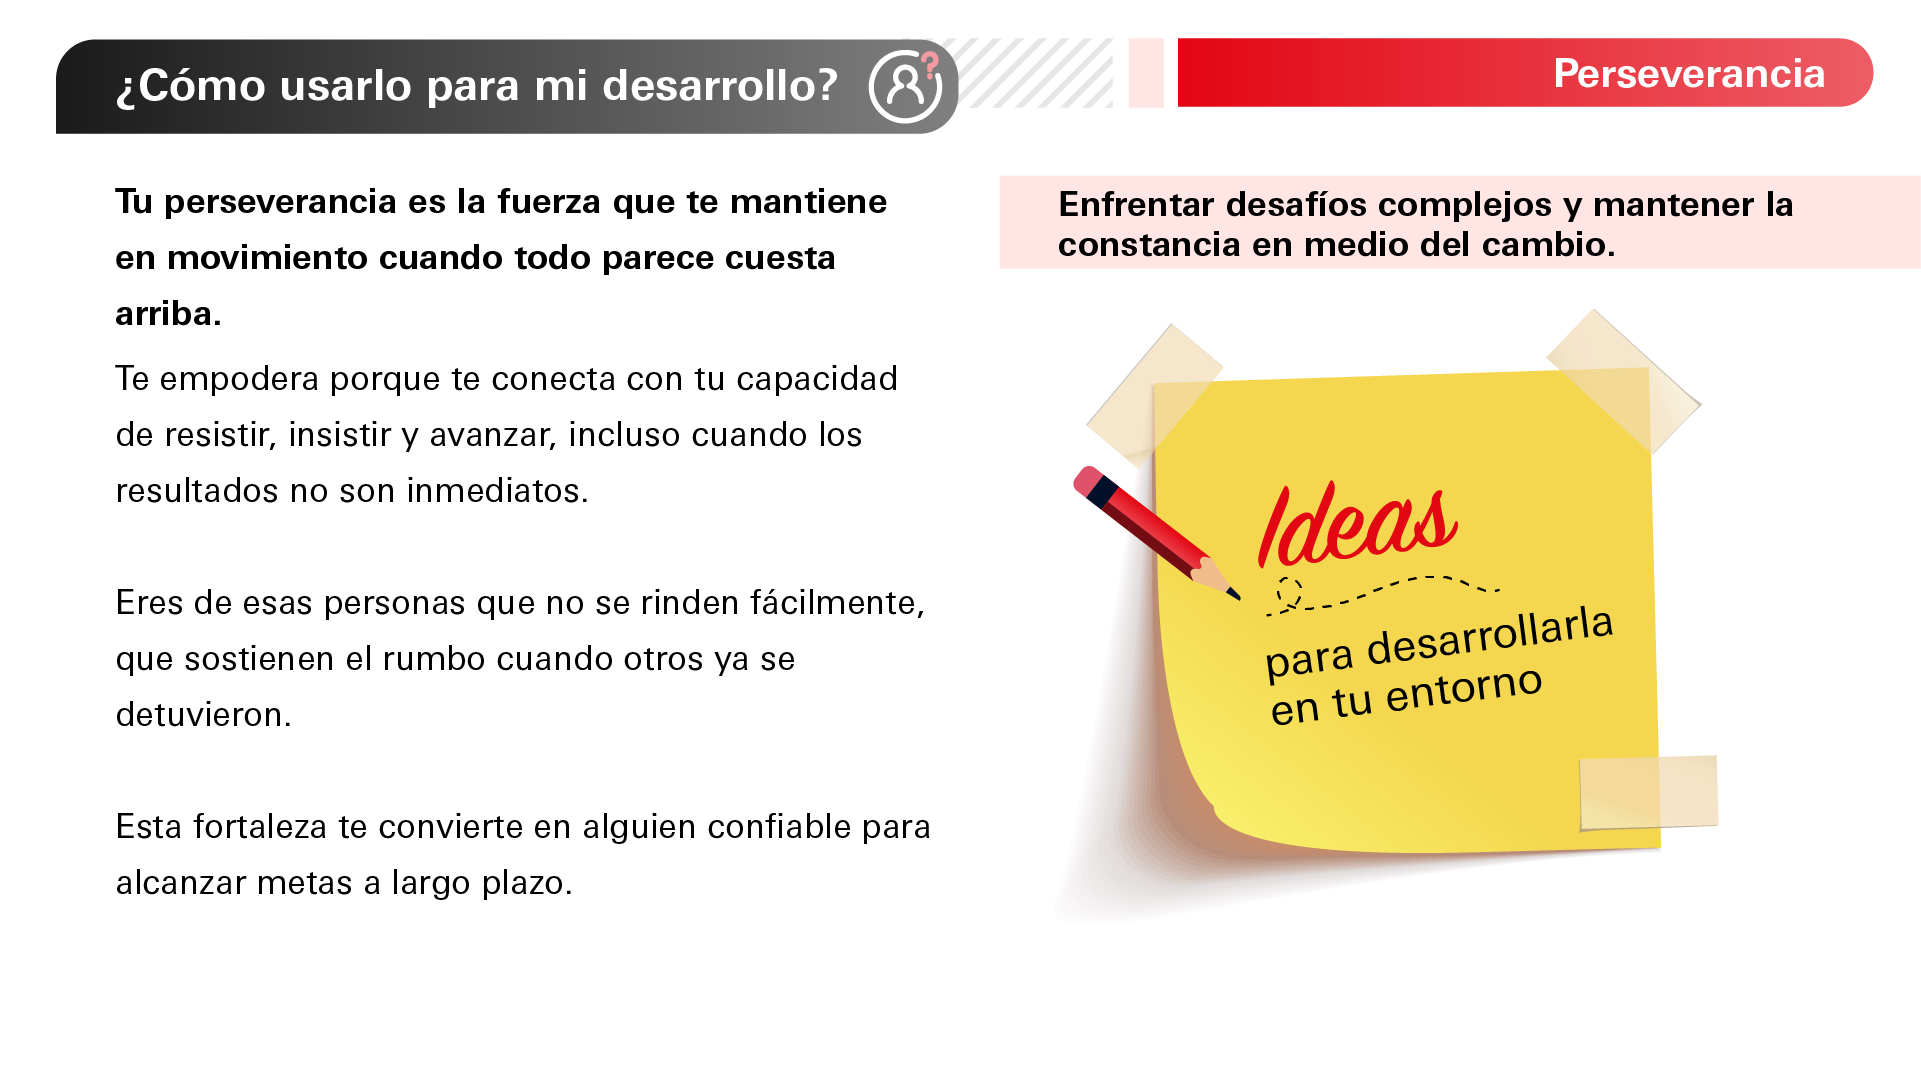 ¿Cómo usarlo para mi desarrollo?
Perseverancia
Tu perseverancia es la fuerza que te mantiene
en movimiento cuando todo parece cuesta
arriba.
Te empodera porque te conecta con tu capacidad
de resistir, insistir y avanzar, incluso cuando los
resultados no son inmediatos.
Eres de esas personas que no se rinden fácilmente,
que sostienen el rumbo cuando otros ya se
detuvieron.
Esta fortaleza te convierte en alguien confiable para
alcanzar metas a largo plazo.
Enfrentar desafíos complejos y mantener la
constancia en medio del cambio.
Ideas
para desarrollarla
en tu entorno